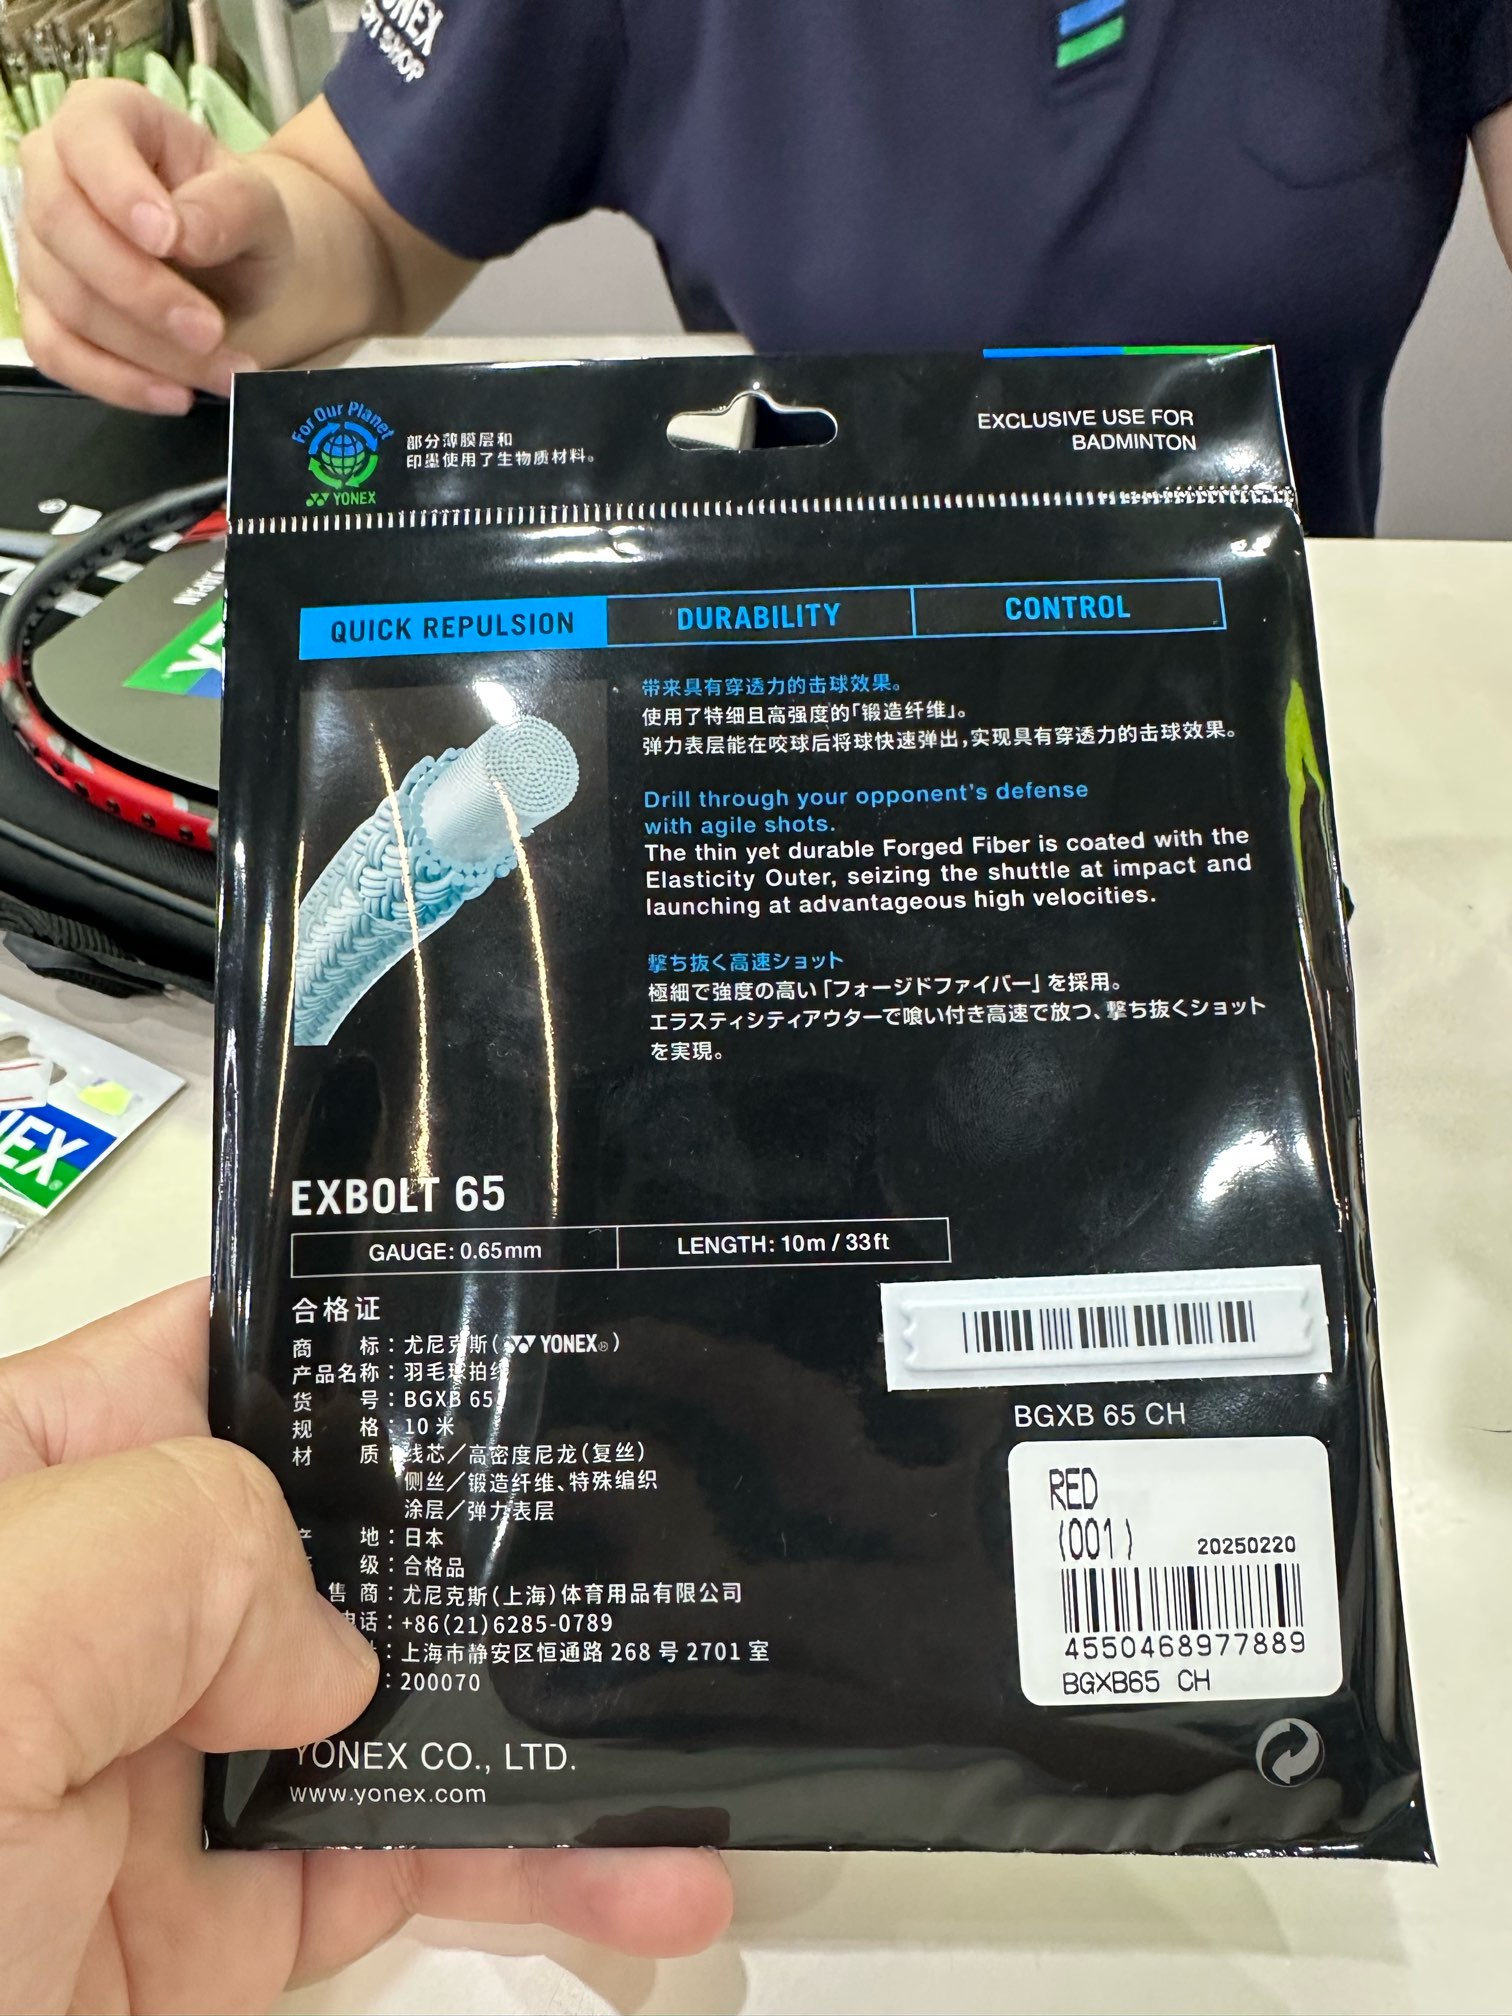 YONEX
SHOP
For Our Planet
YONEX
部分薄膜层和
印墨使用了生物质材料。
EXCLUSIVE USE FOR
BADMINTON
QUICK REPULSION
DURABILITY
CONTROL
带来具有穿透力的击球效果。
使用了特细且高强度的「锻造纤维」。
弹力表层能在咬球后将球快速弹出,实现具有穿透力的击球效果。
Drill through your opponent's defense
with agile shots.
The thin yet durable Forged Fiber is coated with the
Elasticity Outer, seizing the shuttle at impact and
launching at advantageous high velocities.
撃ち抜く高速ショット
極細で強度の高い「フォージドファイバー」を採用。
エラスティシティアウターで喰い付き高速で放つ、撃ち抜くショット
を実現。
EXBOLT 65
GAUGE: 0.65mm
LENGTH: 10m / 33ft
合格证
商 标:尤尼克斯(YONEX®)
产品名称:羽毛球拍线
货 号:BGXB 65
规 格:10 米
材 质:线芯/高密度尼龙(复丝)
侧丝/锻造纤维、特殊编织
涂层/弹力表层
地:日本
级:合格品
售 商:尤尼克斯(上海)体育用品有限公司
电话:+86(21)6285-0789
:上海市静安区恒通路 268 号 2701 室
:200070
YONEX CO., LTD.
www.yonex.com
BGXB 65 CH
RED
(001)
20250220
4550468977889
BGXB65 CH